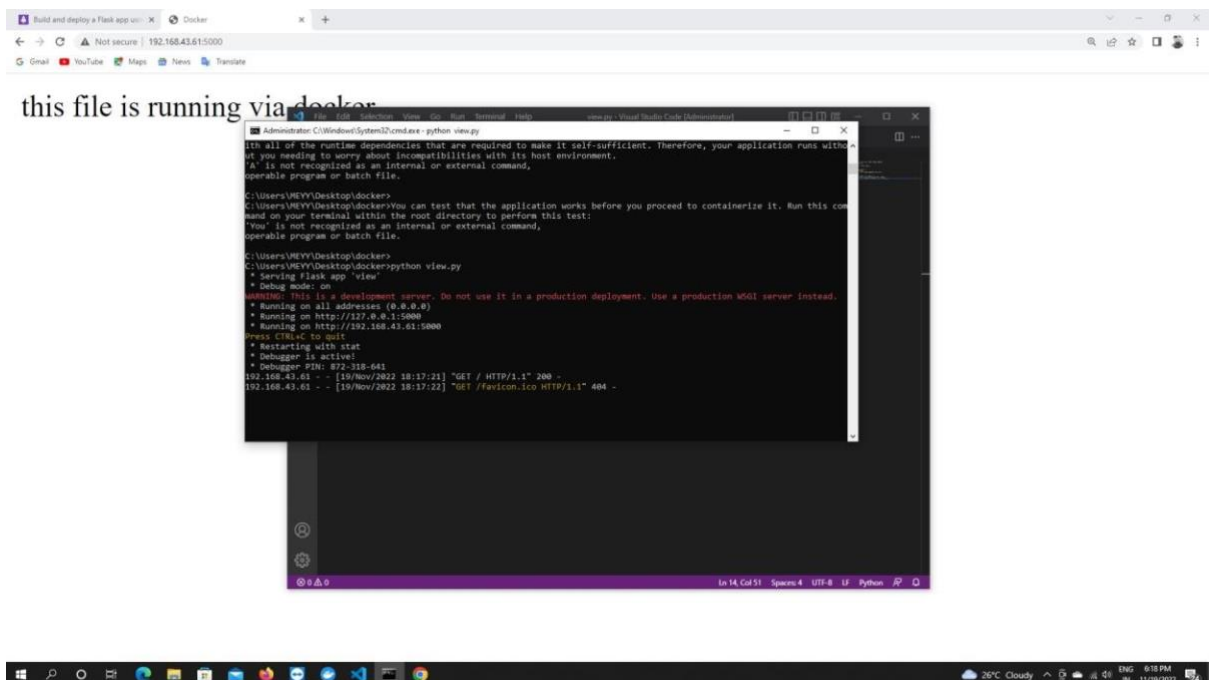 Build and deploy a Flask app usin
Docker
Not secure | 192.168.43.61:5000
Gmail YouTube Maps News Translate
this file is running via docker
File Edit Selection View Go Run Terminal Help view.py - Visual Studio Code [Administrator]
Administrator: C:\Windows\System32\cmd.exe - python view.py
ith all of the runtime dependencies that are required to make it self-sufficient. Therefore, your application runs witho
ut you needing to worry about incompatibilities with its host environment.
'A' is not recognized as an internal or external command,
operable program or batch file.
C:\Users\MEYY\Desktop\docker>
C:\Users\MEYY\Desktop\docker>You can test that the application works before you proceed to containerize it. Run this com
mand on your terminal within the root directory to perform this test:
'You' is not recognized as an internal or external command,
operable program or batch file.
C:\Users\MEYY\Desktop\docker>
C:\Users\MEYY\Desktop\docker>python view.py
* Serving Flask app 'view'
* Debug mode: on
WARNING: This is a development server. Do not use it in a production deployment. Use a production WSGI server instead.
* Running on all addresses (0.0.0.0)
* Running on http://127.0.0.1:5000
* Running on http://192.168.43.61:5000
Press CTRL+C to quit
* Restarting with stat
* Debugger is active!
* Debugger PIN: 872-318-641
192.168.43.61 - - [19/Nov/2022 18:17:21] "GET / HTTP/1.1" 200 -
192.168.43.61 - - [19/Nov/2022 18:17:22] "GET /favicon.ico HTTP/1.1" 404 -
0 0 Ln 14, Col 51 Spaces: 4 UTF-8 LF Python
26°C Cloudy ENG 6:18 PM
IN 11/19/2022